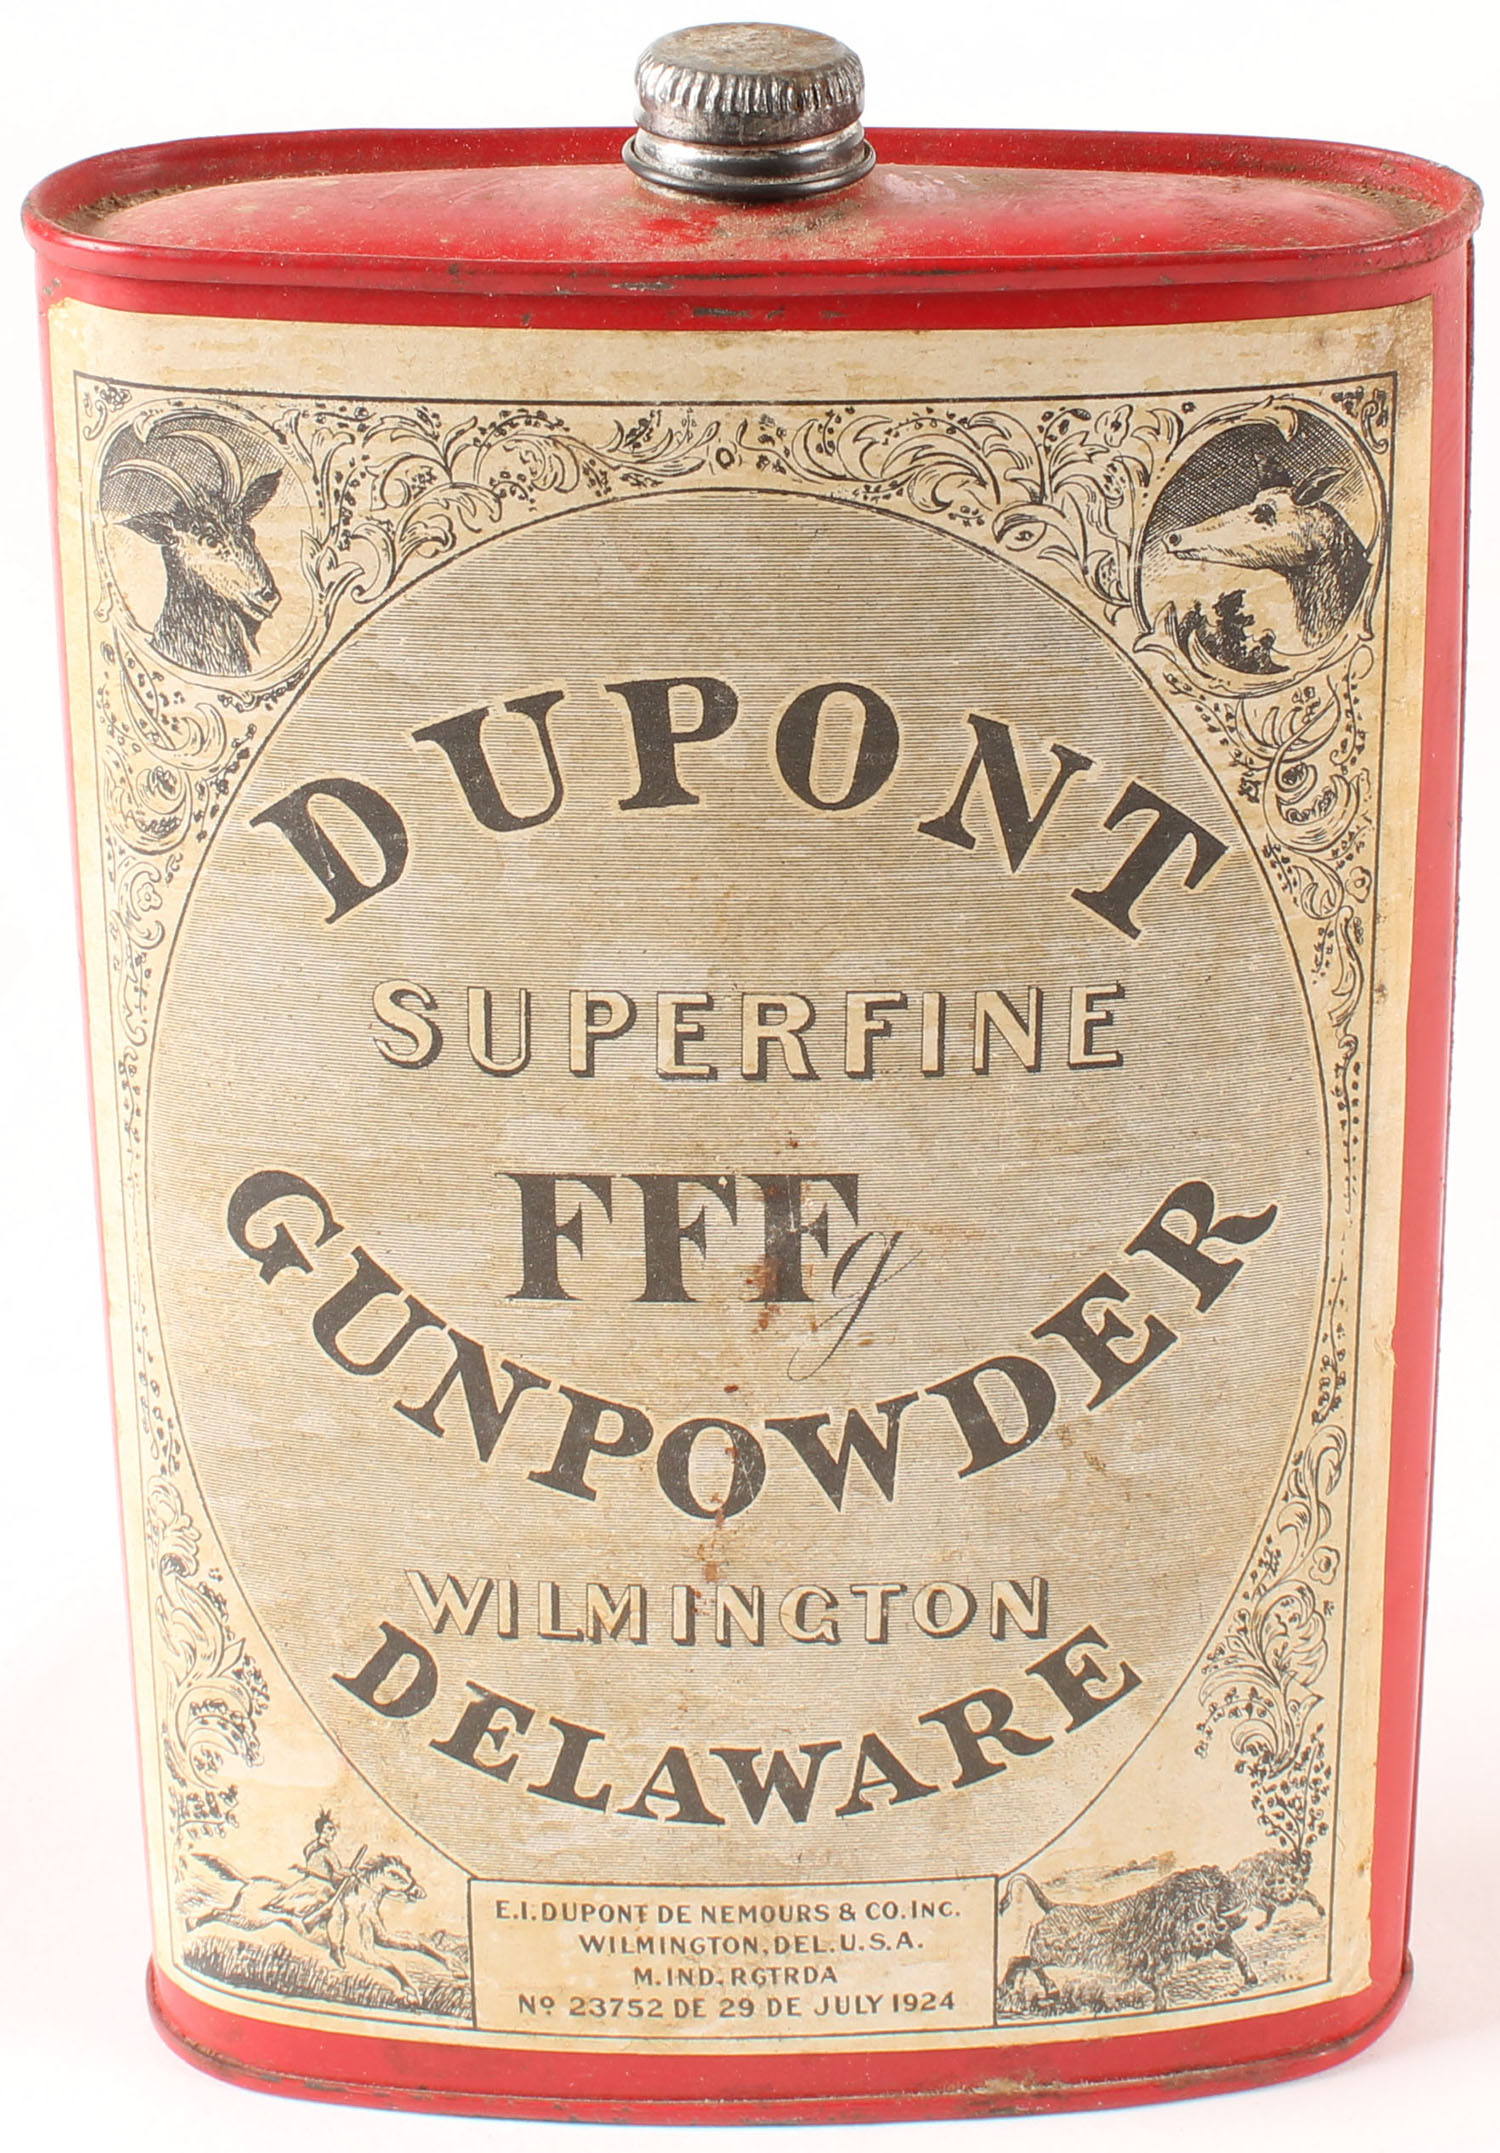 DUPONT
SUPERFINE
FFFg
GUNPOWDER
WILMINGTON
DELAWARE
E.I. DUPONT DE NEMOURS & CO. INC.
WILMINGTON, DEL. U.S.A.
M. IND. RGTRDA
No 23752 DE 29 DE JULY 1924